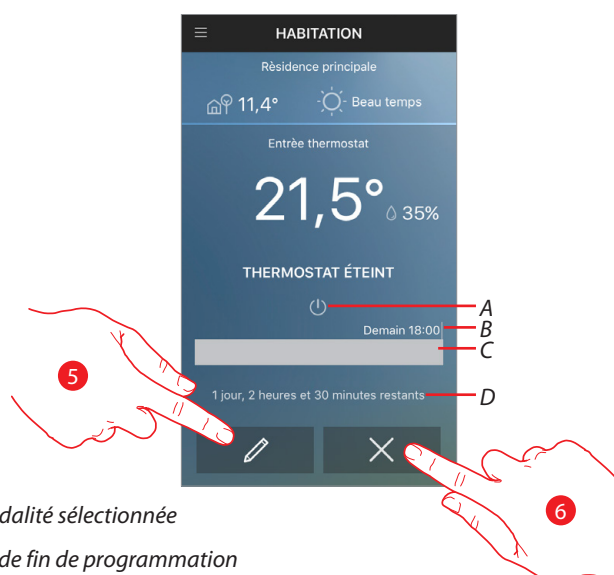 HABITATION
Rèsidence principale
11,4° Beau temps
Entrèe thermostat
21,5° 35%
THERMOSTAT ÉTEINT
A
Demain 18:00 B
C
5
1 jour, 2 heures et 30 minutes restants D
6
dalité sélectionnée
de fin de programmation